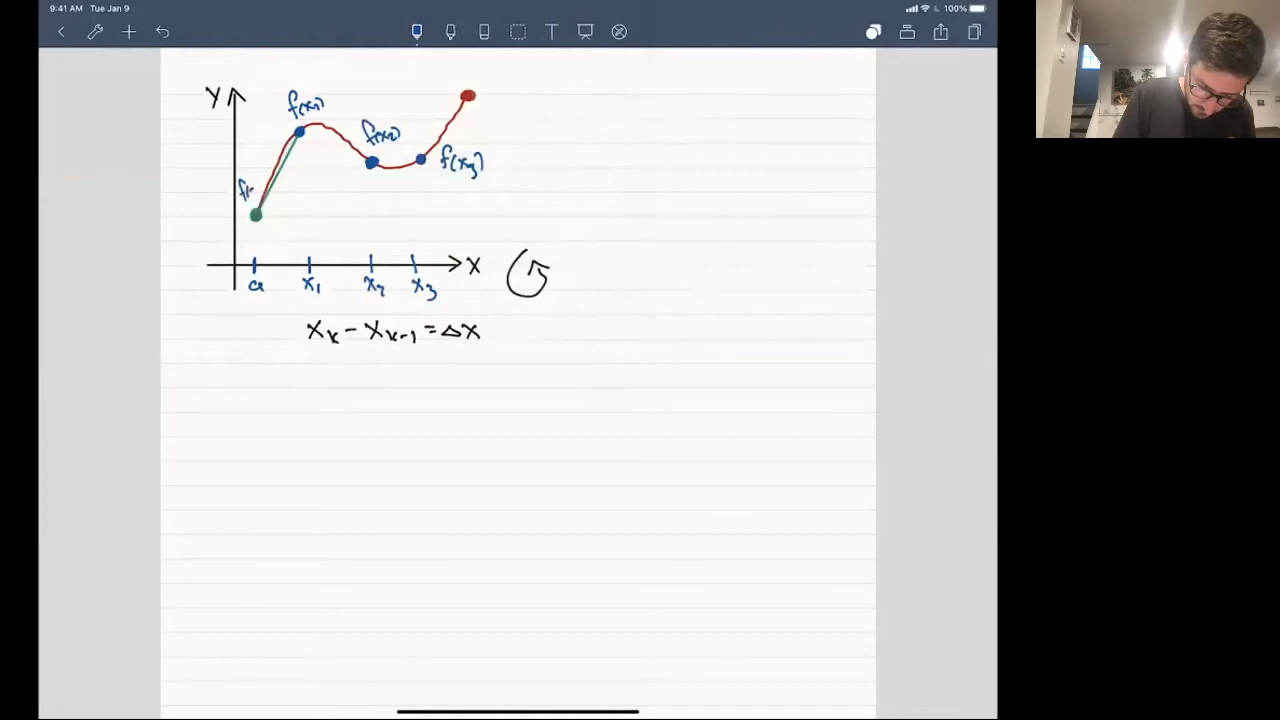 9:41 AM Tue Jan 9
100%
Y
f(x₁)
f(x₂)
f(x₃)
f(
X
a x₁ x₂ x₃
xₖ - xₖ₋₁ = Δx